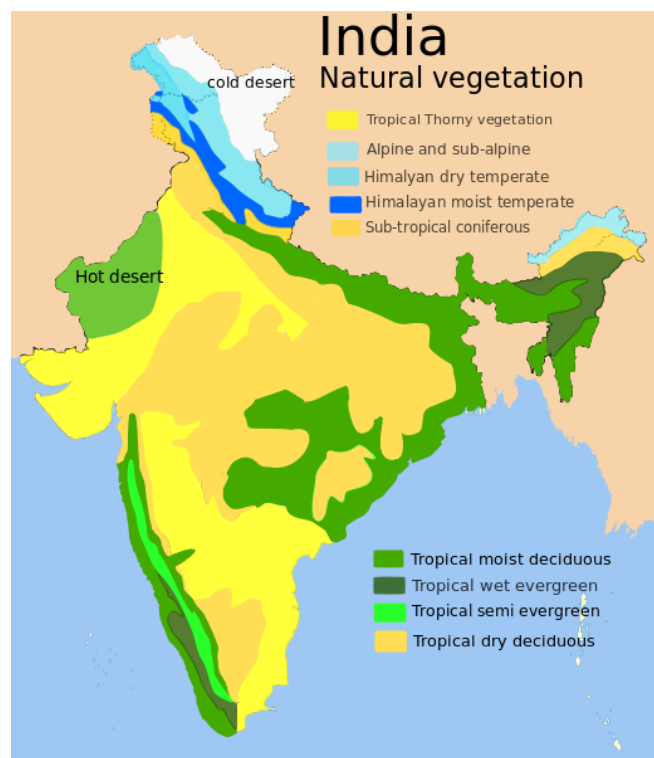 India
Natural vegetation
cold desert
Tropical Thorny vegetation
Alpine and sub-alpine
Himalyan dry temperate
Himalayan moist temperate
Sub-tropical coniferous
Hot desert
Tropical moist deciduous
Tropical wet evergreen
Tropical semi evergreen
Tropical dry deciduous